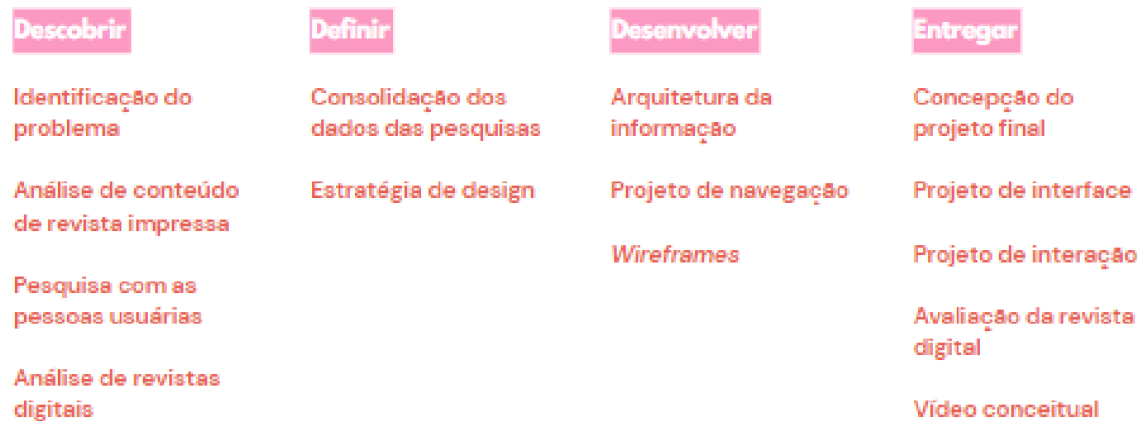 Descobrir
Identificação do
problema
Análise de conteúdo
de revista impressa
Pesquisa com as
pessoas usuárias
Análise de revistas
digitais
Definir
Consolidação dos
dados das pesquisas
Estratégia de design
Desenvolver
Arquitetura da
informação
Projeto de navegação
Wireframes
Entregar
Concepção do
projeto final
Projeto de interface
Projeto de interação
Avaliação da revista
digital
Vídeo conceitual